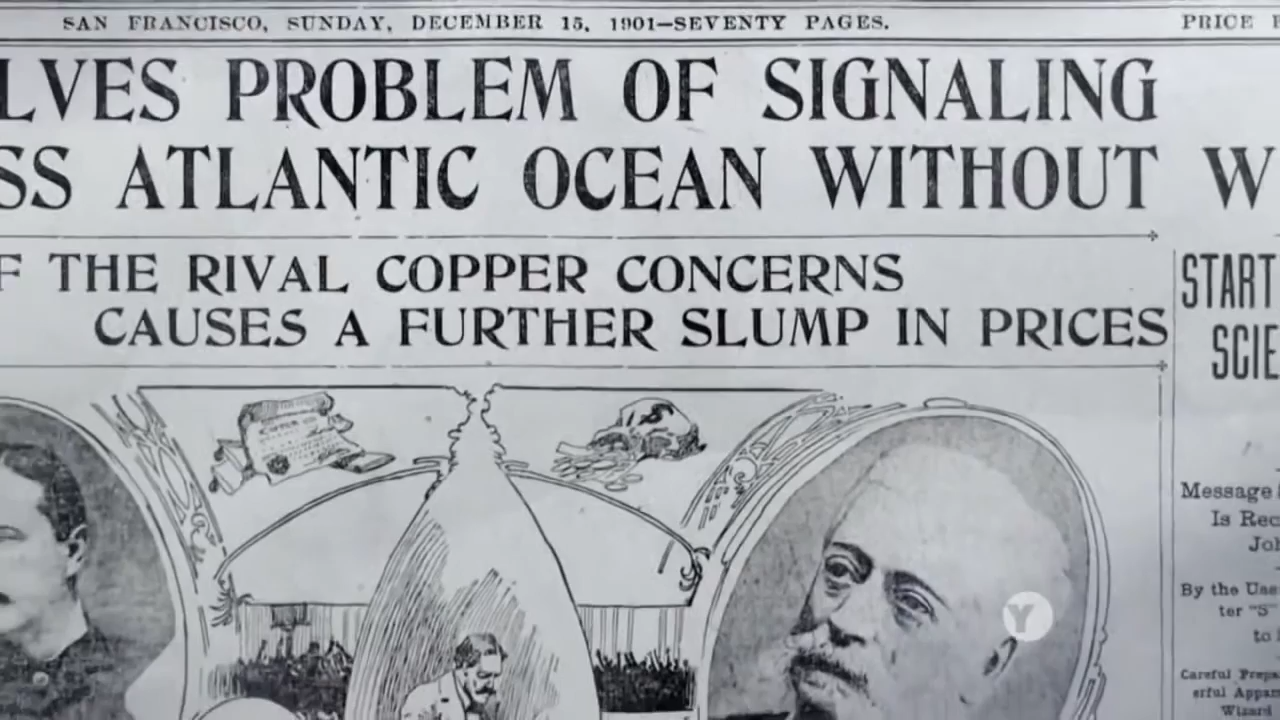 SAN FRANCISCO, SUNDAY, DECEMBER 15, 1901—SEVENTY PAGES.
PRICE
LVES PROBLEM OF SIGNALING
SS ATLANTIC OCEAN WITHOUT W
F THE RIVAL COPPER CONCERNS
CAUSES A FURTHER SLUMP IN PRICES
START
SCIE
Message
Is Rec
Joh
By the Use
ter "S"
to
Careful Prepa
erful Appar
Wizard
Y